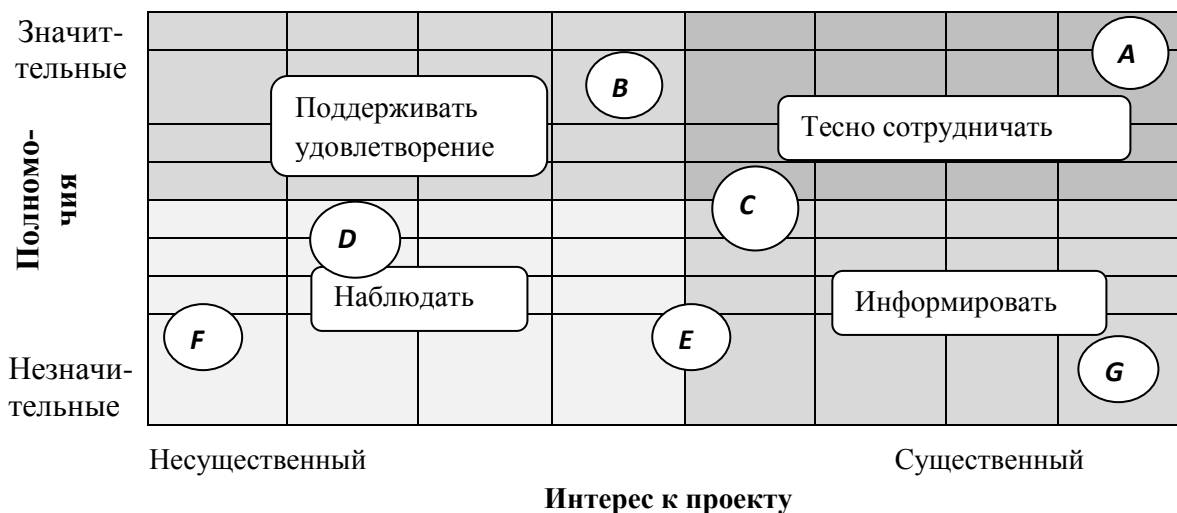 Значит-
тельные
A
B
Поддерживать
удовлетворение
Тесно сотрудничать
Полномо-
чия
C
D
Наблюдать
Информировать
F
E
G
Незначи-
тельные
Несущественный
Существенный
Интерес к проекту